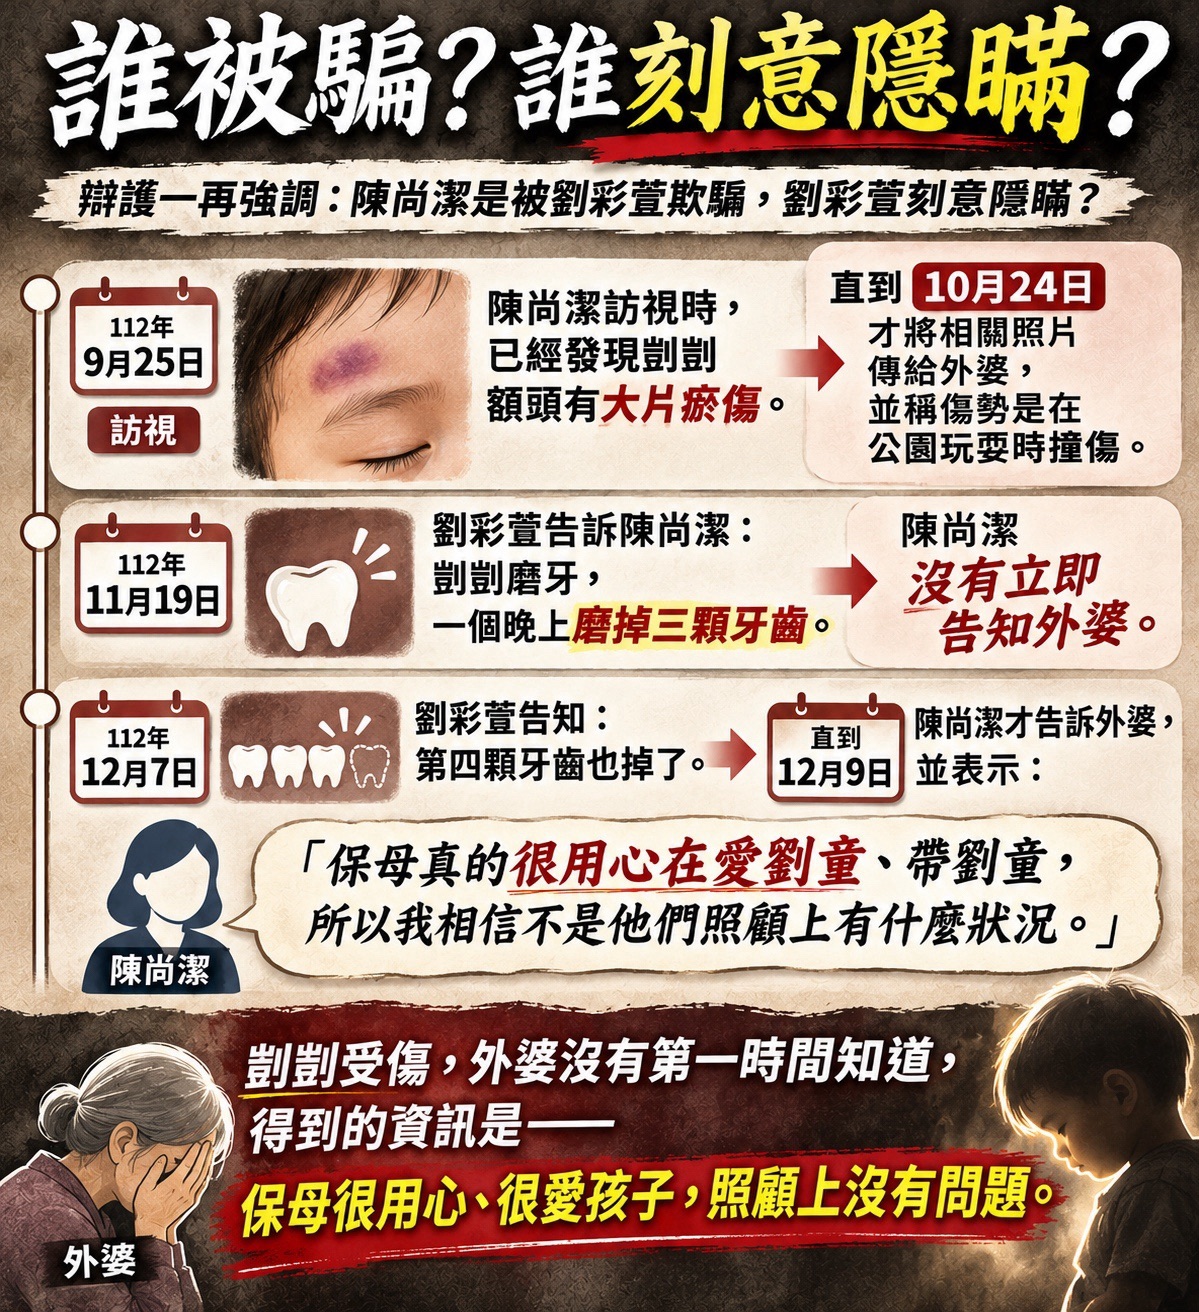 誰被騙？誰刻意隱瞞？
辯護一再強調：陳尚潔是被劉彩萱欺騙，劉彩萱刻意隱瞞？
112年
9月25日
訪視
陳尚潔訪視時，
已經發現剴剴
額頭有大片瘀傷。
直到 10月24日
才將相關照片
傳給外婆，
並稱傷勢是在
公園玩耍時撞傷。
112年
11月19日
劉彩萱告訴陳尚潔：
剴剴磨牙，
一個晚上磨掉三顆牙齒。
陳尚潔
沒有立即
告知外婆。
112年
12月7日
劉彩萱告知：
第四顆牙齒也掉了。
直到
12月9日
陳尚潔才告訴外婆，
並表示：
「保母真的很用心在愛劉童、帶劉童，
所以我相信不是他們照顧上有什麼狀況。」
陳尚潔
剴剴受傷，外婆沒有第一時間知道，
得到的資訊是——
保母很用心、很愛孩子，照顧上沒有問題。
外婆